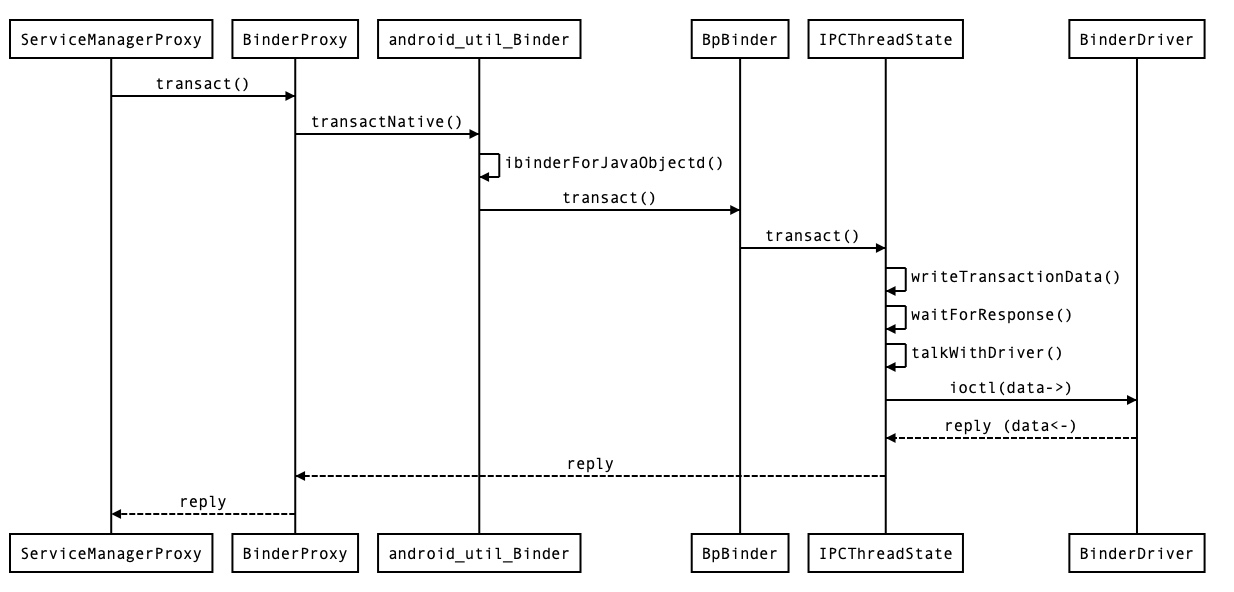 ServiceManagerProxy
BinderProxy
android_util_Binder
BpBinder
IPCThreadState
BinderDriver
transact()
transactNative()
ibinderForJavaObjectd()
transact()
transact()
writeTransactionData()
waitForResponse()
talkWithDriver()
ioctl(data->)
reply (data<-)
reply
reply
ServiceManagerProxy
BinderProxy
android_util_Binder
BpBinder
IPCThreadState
BinderDriver